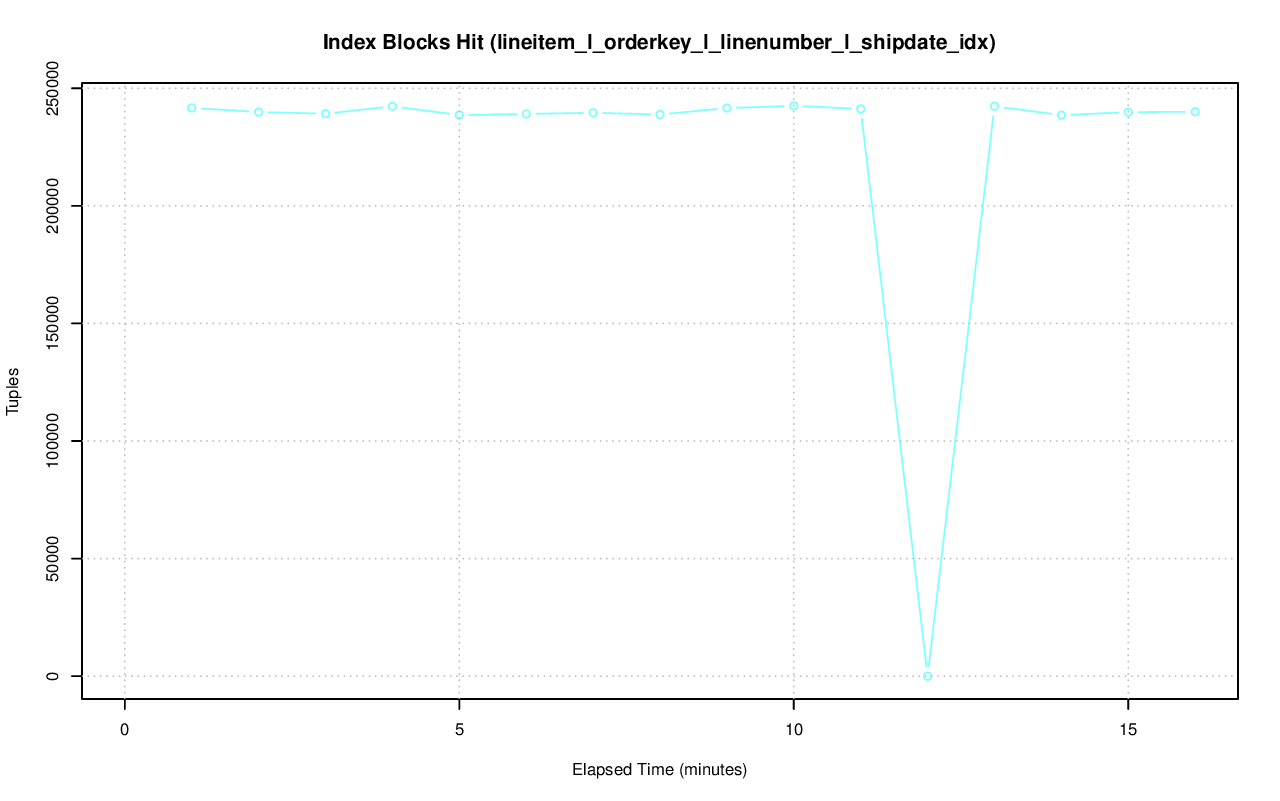 Index Blocks Hit (lineitem_l_orderkey_l_linenumber_l_shipdate_idx)
250000
200000
150000
100000
50000
0
Tuples
0 5 10 15
Elapsed Time (minutes)